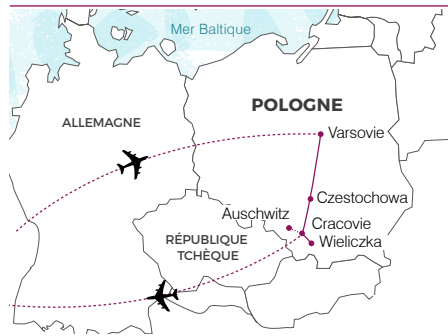 Mer Baltique
POLOGNE
ALLEMAGNE
Varsovie
Czestochowa
Auschwitz
Cracovie
Wieliczka
RÉPUBLIQUE
TCHÈQUE